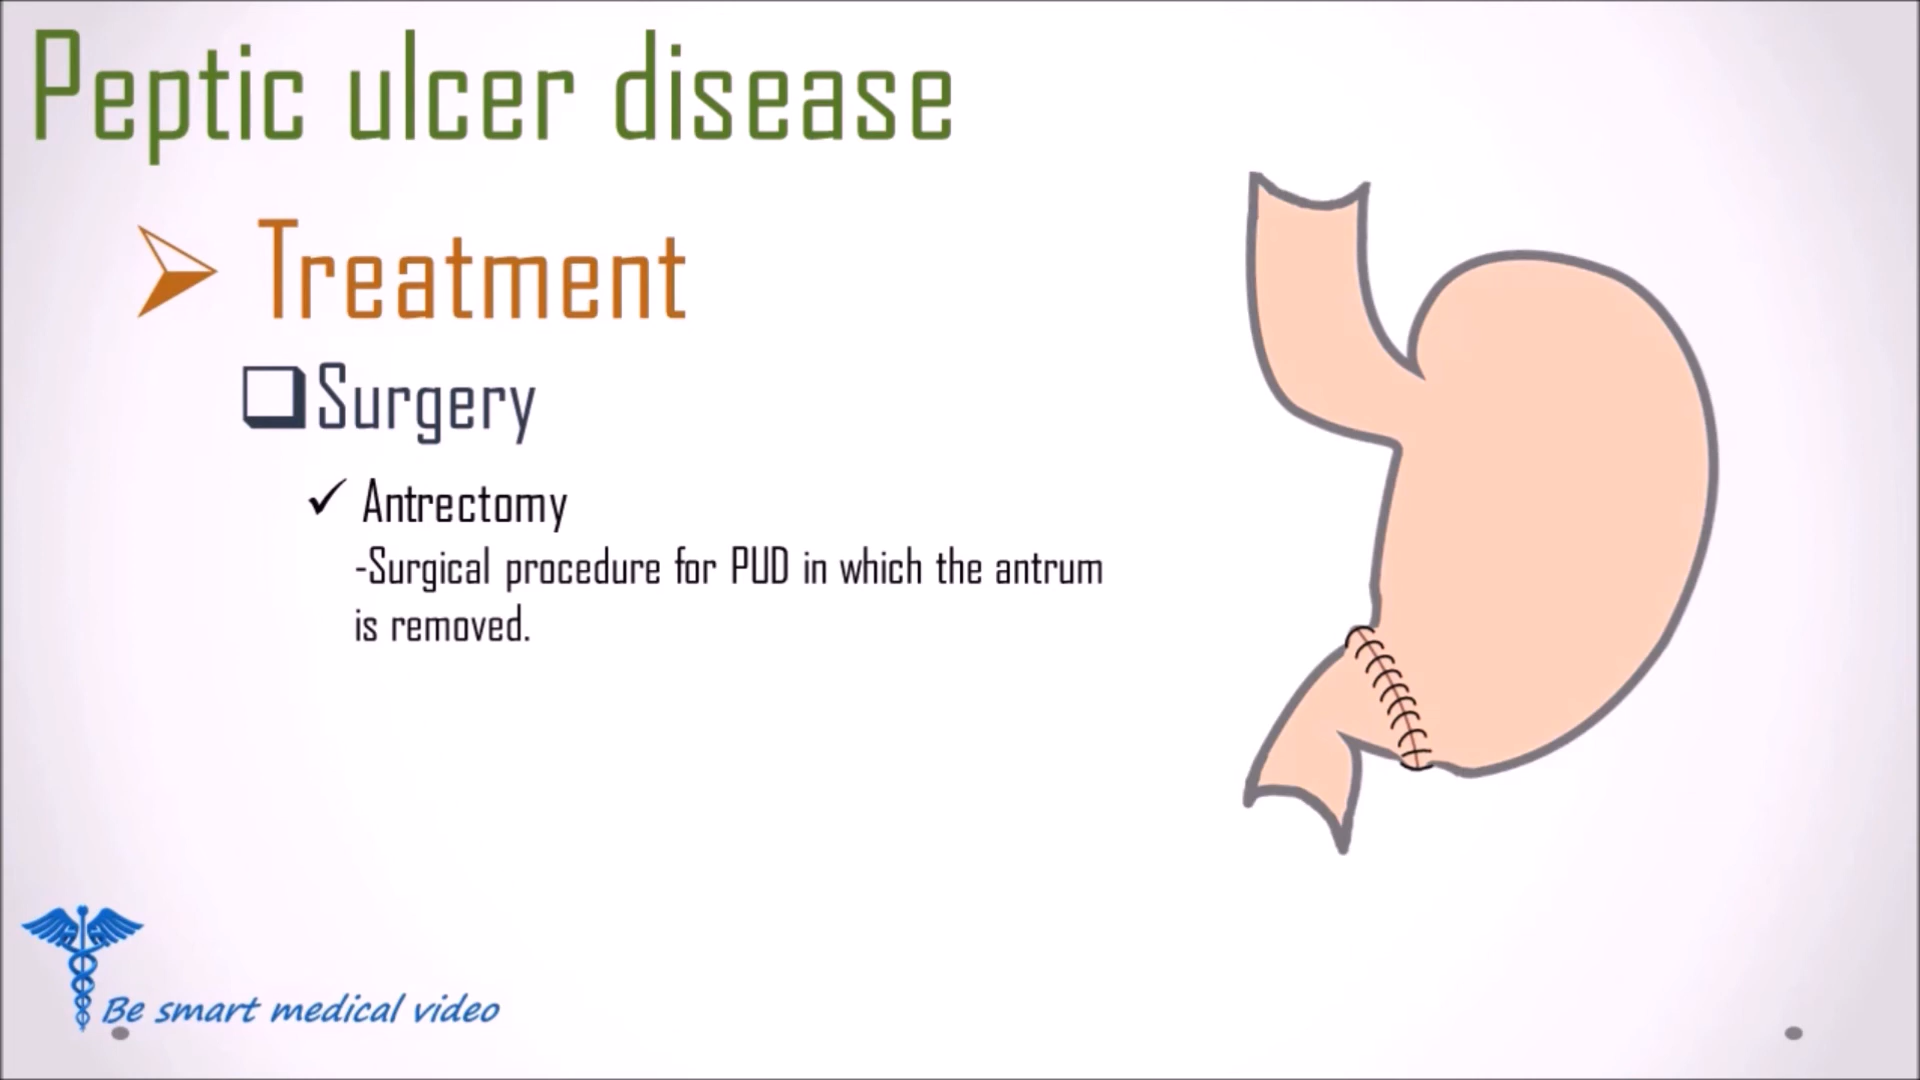 Peptic ulcer disease
Treatment
Surgery
Antrectomy
-Surgical procedure for PUD in which the antrum
is removed.
Be smart medical video